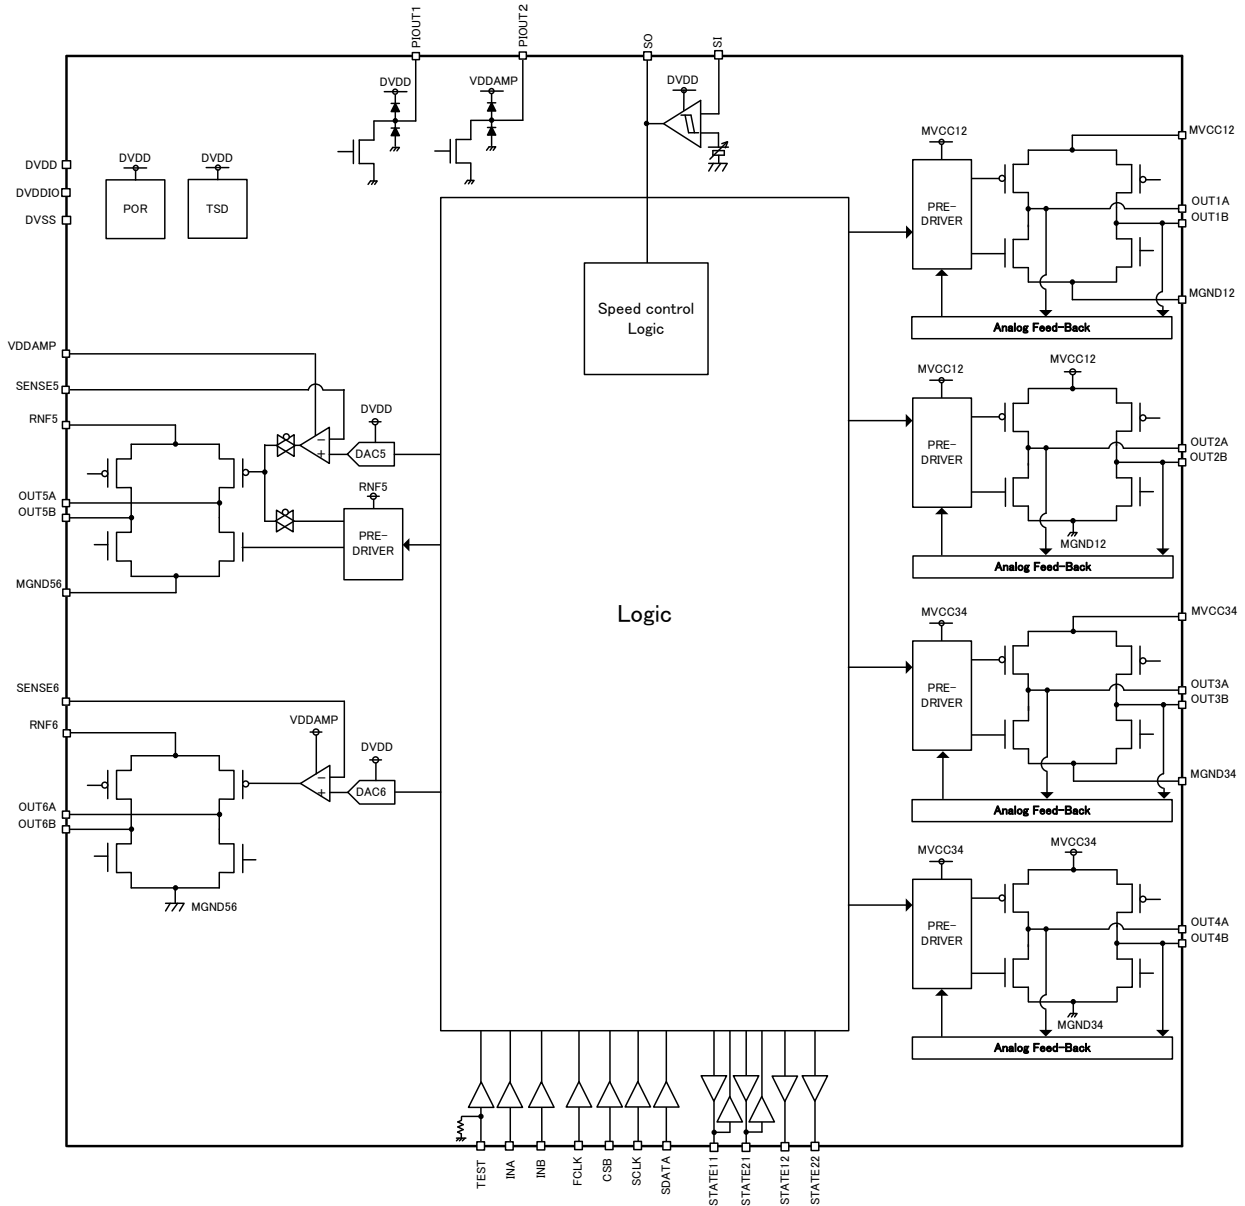 PIOUT1
PIOUT2
SO
SI
DVDD
VDDAMP
DVDD
DVDD
DVDDIO
DVSS
DVDD
POR
DVDD
TSD
Speed control
Logic
Logic
VDDAMP
SENSE5
RNF5
OUT5A
OUT5B
MGND56
DVDD
DAC5
RNF5
PRE-
DRIVER
SENSE6
RNF6
OUT6A
OUT6B
MGND56
VDDAMP
DVDD
DAC6
MVCC12
PRE-
DRIVER
Analog Feed-Back
MVCC12
OUT1A
OUT1B
MGND12
MVCC12
PRE-
DRIVER
MVCC12
MGND12
Analog Feed-Back
OUT2A
OUT2B
MVCC34
PRE-
DRIVER
Analog Feed-Back
MVCC34
OUT3A
OUT3B
MGND34
MVCC34
PRE-
DRIVER
MVCC34
MGND34
Analog Feed-Back
OUT4A
OUT4B
TEST
INA
INB
FCLK
CSB
SCLK
SDATA
STATE11
STATE21
STATE12
STATE22